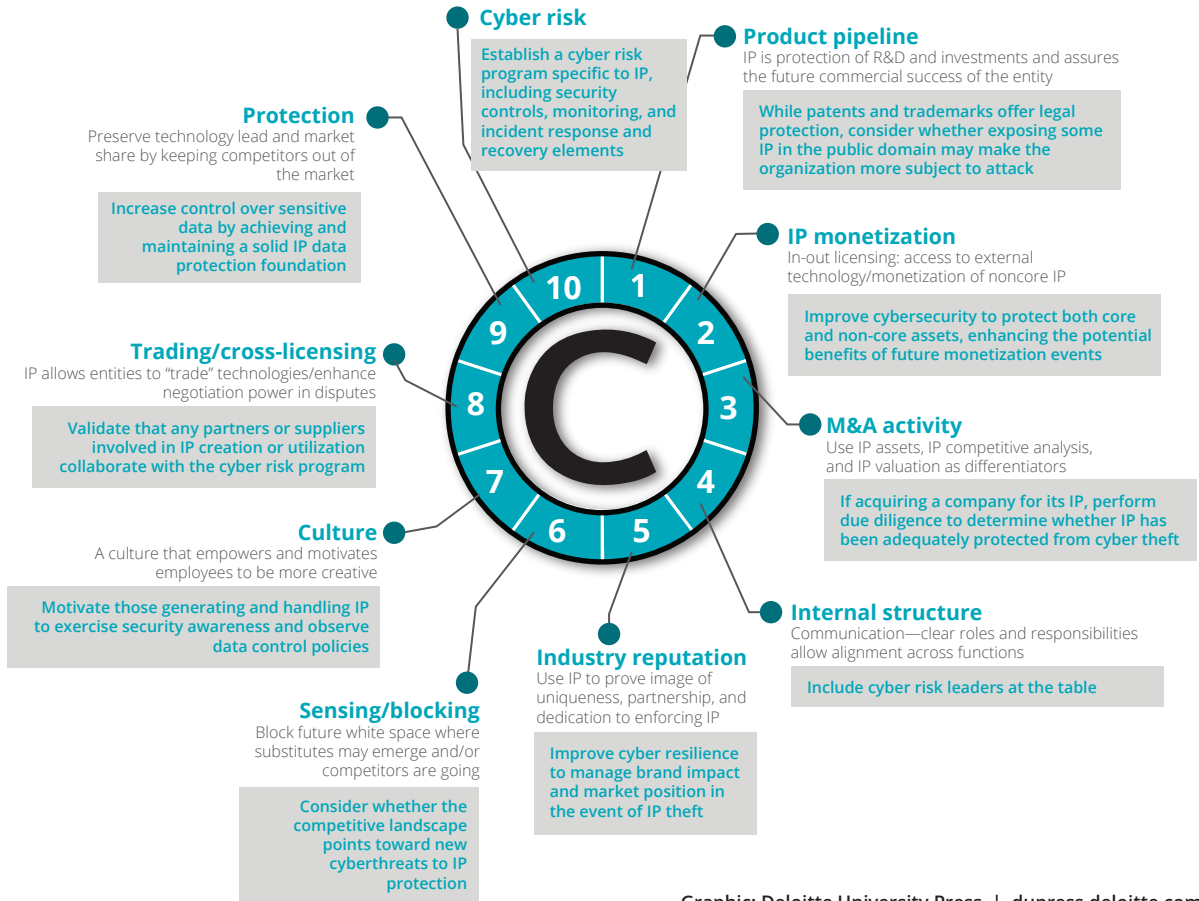 Cyber risk
Establish a cyber risk
program specific to IP,
including security
controls, monitoring, and
incident response and
recovery elements
Product pipeline
IP is protection of R&D and investments and assures
the future commercial success of the entity
While patents and trademarks offer legal
protection, consider whether exposing some
IP in the public domain may make the
organization more subject to attack
Protection
Preserve technology lead and market
share by keeping competitors out of
the market
Increase control over sensitive
data by achieving and
maintaining a solid IP data
protection foundation
IP monetization
In-out licensing: access to external
technology/monetization of noncore IP
Improve cybersecurity to protect both core
and non-core assets, enhancing the potential
benefits of future monetization events
Trading/cross-licensing
IP allows entities to “trade” technologies/enhance
negotiation power in disputes
Validate that any partners or suppliers
involved in IP creation or utilization
collaborate with the cyber risk program
10
1
9
2
8
3
7
4
6
5
C
M&A activity
Use IP assets, IP competitive analysis,
and IP valuation as differentiators
If acquiring a company for its IP, perform
due diligence to determine whether IP has
been adequately protected from cyber theft
Culture
A culture that empowers and motivates
employees to be more creative
Motivate those generating and handling IP
to exercise security awareness and observe
data control policies
Internal structure
Communication—clear roles and responsibilities
allow alignment across functions
Include cyber risk leaders at the table
Industry reputation
Use IP to prove image of
uniqueness, partnership, and
dedication to enforcing IP
Improve cyber resilience
to manage brand impact
and market position in
the event of IP theft
Sensing/blocking
Block future white space where
substitutes may emerge and/or
competitors are going
Consider whether the
competitive landscape
points toward new
cyberthreats to IP
protection
Graphic: Deloitte University Press | dupress.deloitte.com